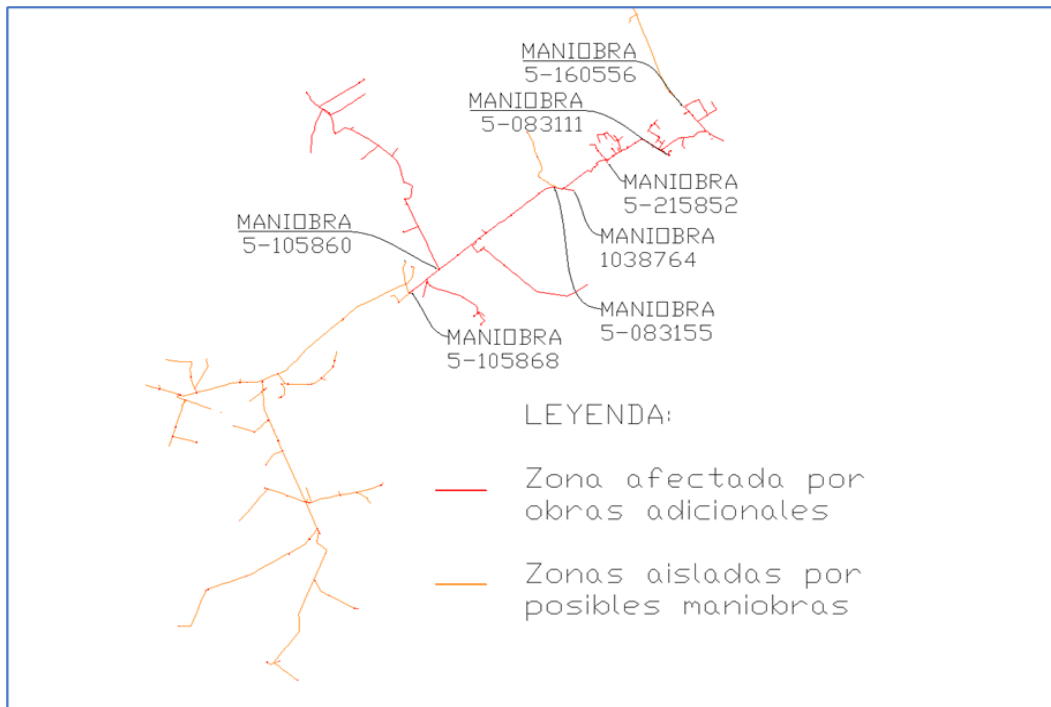 MANIOBRA
5-160556
MANIOBRA
5-083111
MANIOBRA
5-215852
MANIOBRA
5-105860
MANIOBRA
1038764
MANIOBRA
5-083155
MANIOBRA
5-105868
LEYENDA:
Zona afectada por
obras adicionales
Zonas aisladas por
posibles maniobras